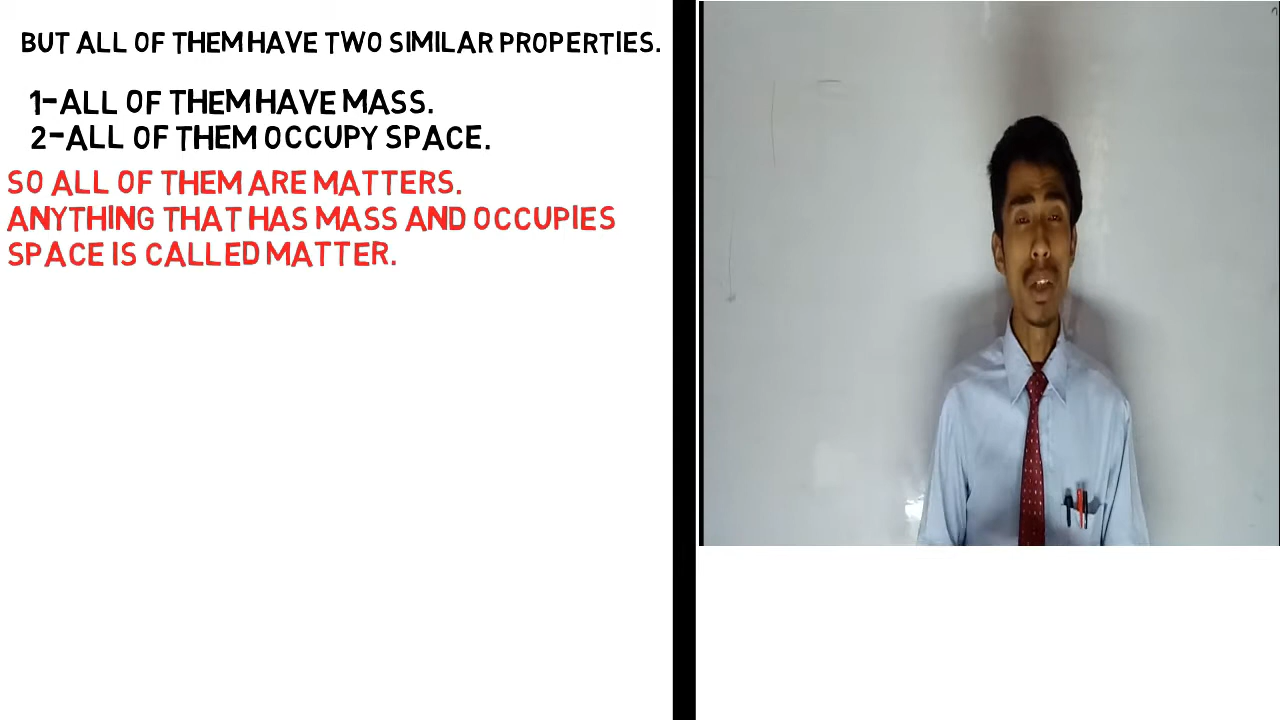 BUT ALL OF THEM HAVE TWO SIMILAR PROPERTIES.
1-ALL OF THEM HAVE MASS.
2-ALL OF THEM OCCUPY SPACE.
SO ALL OF THEM ARE MATTERS.
ANYTHING THAT HAS MASS AND OCCUPIES
SPACE IS CALLED MATTER.